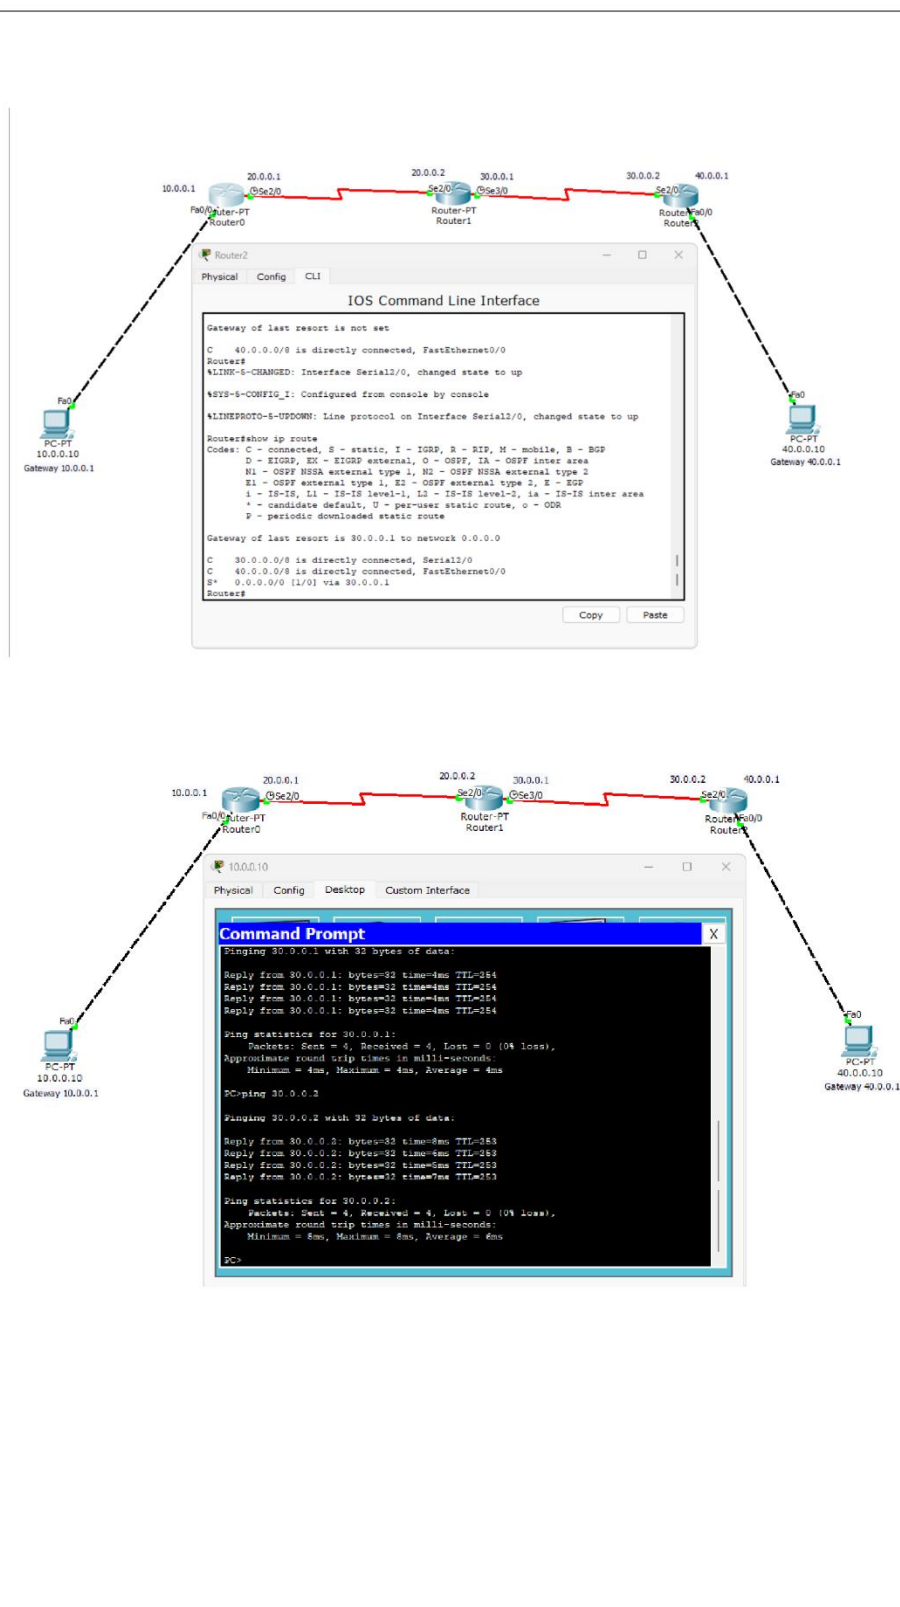 20.0.0.1
20.0.0.2
30.0.0.1
30.0.0.2
40.0.0.1
10.0.0.1
Se2/0
Se2/0
Se3/0
Se2/0
Fa0/0
Router-PT
Router0
Router-PT
Router1
Fa0/0
Router2
Physical Config CLI
IOS Command Line Interface
Gateway of last resort is not set
C 40.0.0.0/8 is directly connected, FastEthernet0/0
Router#
%LINK-5-CHANGED: Interface Serial2/0, changed state to up
%SYS-5-CONFIG_I: Configured from console by console
%LINEPROTO-5-UPDOWN: Line protocol on Interface Serial2/0, changed state to up
Router#show ip route
Codes: C - connected, S - static, I - IGRP, R - RIP, M - mobile, B - BGP
D - EIGRP, EX - EIGRP external, O - OSPF, IA - OSPF inter area
N1 - OSPF NSSA external type 1, N2 - OSPF NSSA external type 2
E1 - OSPF external type 1, E2 - OSPF external type 2, E - EGP
i - IS-IS, L1 - IS-IS level-1, L2 - IS-IS level-2, ia - IS-IS inter area
* - candidate default, U - per-user static route, o - ODR
P - periodic downloaded static route
Gateway of last resort is 30.0.0.1 to network 0.0.0.0
C 30.0.0.0/8 is directly connected, Serial2/0
C 40.0.0.0/8 is directly connected, FastEthernet0/0
S* 0.0.0.0/0 [1/0] via 30.0.0.1
Router#
Copy Paste
Fa0
PC-PT
10.0.0.10
Gateway 10.0.0.1
Fa0
PC-PT
40.0.0.10
Gateway 40.0.0.1
20.0.0.1
20.0.0.2
30.0.0.1
30.0.0.2
40.0.0.1
10.0.0.1
Se2/0
Se2/0
Se3/0
Se2/0
Fa0/0
Router0
Router-PT
Router1
Fa0/0
10.0.0.10
Physical Config Desktop Custom Interface
Command Prompt X
Pinging 30.0.0.1 with 32 bytes of data:
Reply from 30.0.0.1: bytes=32 time=4ms TTL=254
Reply from 30.0.0.1: bytes=32 time=4ms TTL=254
Reply from 30.0.0.1: bytes=32 time=4ms TTL=254
Reply from 30.0.0.1: bytes=32 time=4ms TTL=254
Ping statistics for 30.0.0.1:
Packets: Sent = 4, Received = 4, Lost = 0 (0% loss),
Approximate round trip times in milli-seconds:
Minimum = 4ms, Maximum = 4ms, Average = 4ms
PC>ping 30.0.0.2
Pinging 30.0.0.2 with 32 bytes of data:
Reply from 30.0.0.2: bytes=32 time=8ms TTL=253
Reply from 30.0.0.2: bytes=32 time=6ms TTL=253
Reply from 30.0.0.2: bytes=32 time=5ms TTL=253
Reply from 30.0.0.2: bytes=32 time=7ms TTL=253
Ping statistics for 30.0.0.2:
Packets: Sent = 4, Received = 4, Lost = 0 (0% loss),
Approximate round trip times in milli-seconds:
Minimum = 5ms, Maximum = 8ms, Average = 6ms
PC>
Fa0
PC-PT
10.0.0.10
Gateway 10.0.0.1
Fa0
PC-PT
40.0.0.10
Gateway 40.0.0.1